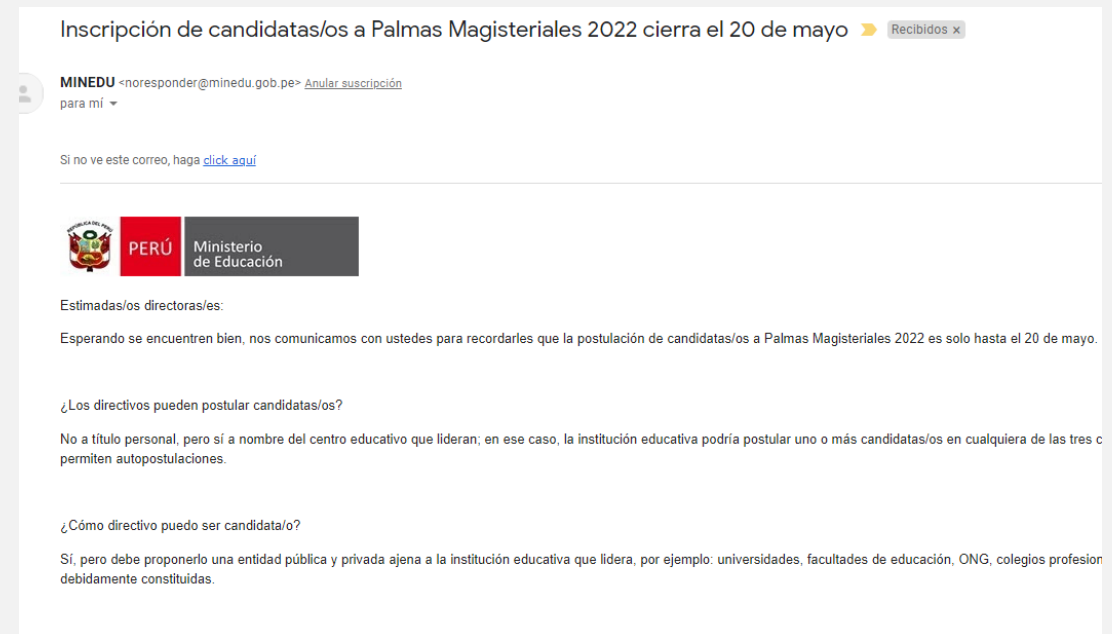 Inscripción de candidatas/os a Palmas Magisteriales 2022 cierra el 20 de mayo Recibidos x
MINEDU <noresponder@minedu.gob.pe> Anular suscripción
para mí
Si no ve este correo, haga click aquí
REPÚBLICA DEL PERÚ
PERÚ
Ministerio
de Educación
Estimadas/os directoras/es:
Esperando se encuentren bien, nos comunicamos con ustedes para recordarles que la postulación de candidatas/os a Palmas Magisteriales 2022 es solo hasta el 20 de mayo.
¿Los directivos pueden postular candidatas/os?
No a título personal, pero sí a nombre del centro educativo que lideran; en ese caso, la institución educativa podría postular uno o más candidatas/os en cualquiera de las tres c
permiten autopostulaciones.
¿Cómo directivo puedo ser candidata/o?
Sí, pero debe proponerlo una entidad pública y privada ajena a la institución educativa que lidera, por ejemplo: universidades, facultades de educación, ONG, colegios profesion
debidamente constituidas.